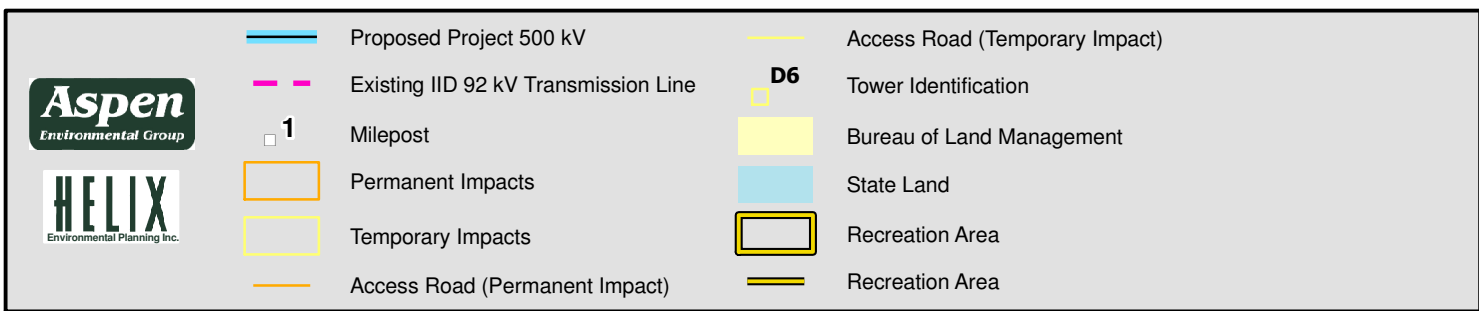 Aspen
Environmental Group
HELIX
Environmental Planning Inc.
Proposed Project 500 kV
Existing IID 92 kV Transmission Line
1
Milepost
Permanent Impacts
Temporary Impacts
Access Road (Permanent Impact)
Access Road (Temporary Impact)
D6
Tower Identification
Bureau of Land Management
State Land
Recreation Area
Recreation Area